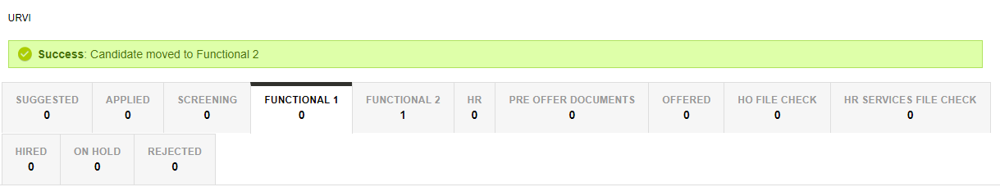 URVI
Success: Candidate moved to Functional 2
SUGGESTED APPLIED SCREENING FUNCTIONAL 1 FUNCTIONAL 2 HR PRE OFFER DOCUMENTS OFFERED HO FILE CHECK HR SERVICES FILE CHECK
0 0 0 0 1 0 0 0 0 0
HIRED ON HOLD REJECTED
0 0 0